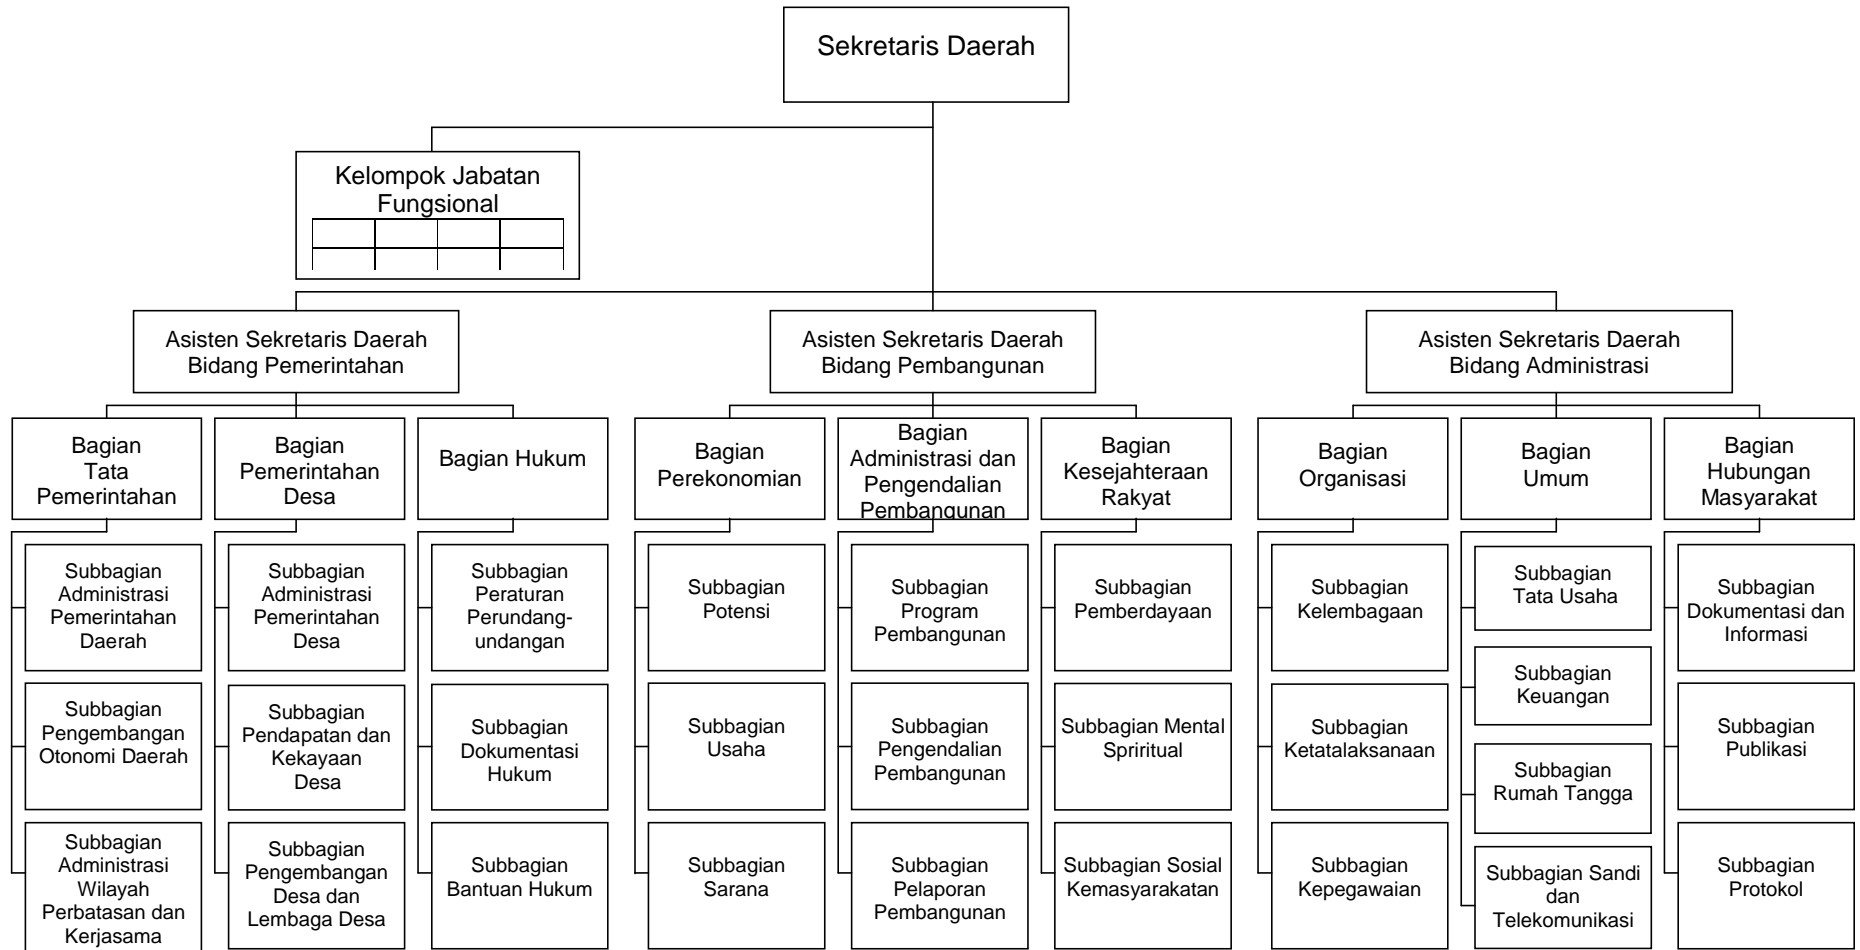 Sekretaris Daerah
Kelompok Jabatan
Fungsional
Asisten Sekretaris Daerah
Bidang Pemerintahan
Asisten Sekretaris Daerah
Bidang Pembangunan
Asisten Sekretaris Daerah
Bidang Administrasi
Bagian
Tata
Pemerintahan
Bagian
Pemerintahan
Desa
Bagian Hukum
Bagian
Perekonomian
Bagian
Administrasi dan
Pengendalian
Pembangunan
Bagian
Kesejahteraan
Rakyat
Bagian
Organisasi
Bagian
Umum
Bagian
Hubungan
Masyarakat
Subbagian
Administrasi
Pemerintahan
Daerah
Subbagian
Administrasi
Pemerintahan
Desa
Subbagian
Peraturan
Perundang-
undangan
Subbagian
Potensi
Subbagian
Program
Pembangunan
Subbagian
Pemberdayaan
Subbagian
Kelembagaan
Subbagian
Tata Usaha
Subbagian
Dokumentasi dan
Informasi
Subbagian
Pengembangan
Otonomi Daerah
Subbagian
Pendapatan dan
Kekayaan
Desa
Subbagian
Dokumentasi
Hukum
Subbagian
Usaha
Subbagian
Pengendalian
Pembangunan
Subbagian Mental
Spriritual
Subbagian
Ketatalaksanaan
Subbagian
Keuangan
Subbagian
Publikasi
Subbagian
Rumah Tangga
Subbagian
Administrasi
Wilayah
Perbatasan dan
Kerjasama
Subbagian
Pengembangan
Desa dan
Lembaga Desa
Subbagian
Bantuan Hukum
Subbagian
Sarana
Subbagian
Pelaporan
Pembangunan
Subbagian Sosial
Kemasyarakatan
Subbagian
Kepegawaian
Subbagian Sandi
dan
Telekomunikasi
Subbagian
Protokol